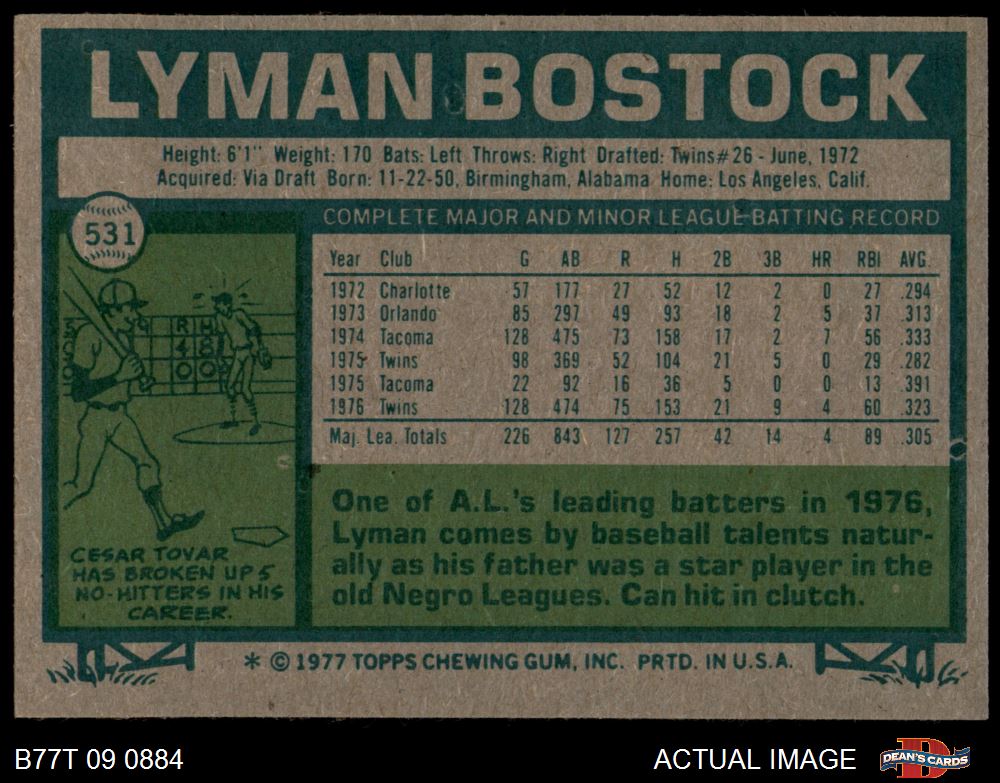 LYMAN BOSTOCK
Height: 6'1" Weight: 170 Bats: Left Throws: Right Drafted: Twins#26 - June, 1972
Acquired: Via Draft Born: 11-22-50, Birmingham, Alabama Home: Los Angeles, Calif.
531
COMPLETE MAJOR AND MINOR LEAGUE BATTING RECORD
Year Club G AB R H 2B 3B HR RBI AVG.
1972 Charlotte 57 177 27 52 12 2 0 27 .294
1973 Orlando 85 297 49 93 18 2 5 37 .313
1974 Tacoma 128 475 73 158 17 2 7 56 .333
1975 Twins 98 369 52 104 21 5 0 29 .282
1975 Tacoma 22 92 16 36 5 0 0 13 .391
1976 Twins 128 474 75 153 21 9 4 60 .323
Maj. Lea. Totals 226 843 127 257 42 14 4 89 .305
R H
4 8
0 0
One of A.L.'s leading batters in 1976,
Lyman comes by baseball talents natur-
ally as his father was a star player in the
old Negro Leagues. Can hit in clutch.
CESAR TOVAR
HAS BROKEN UP 5
NO-HITTERS IN HIS
CAREER.
* © 1977 TOPPS CHEWING GUM, INC. PRTD. IN U.S.A.
B77T 09 0884
ACTUAL IMAGE
DEAN'S CARDS